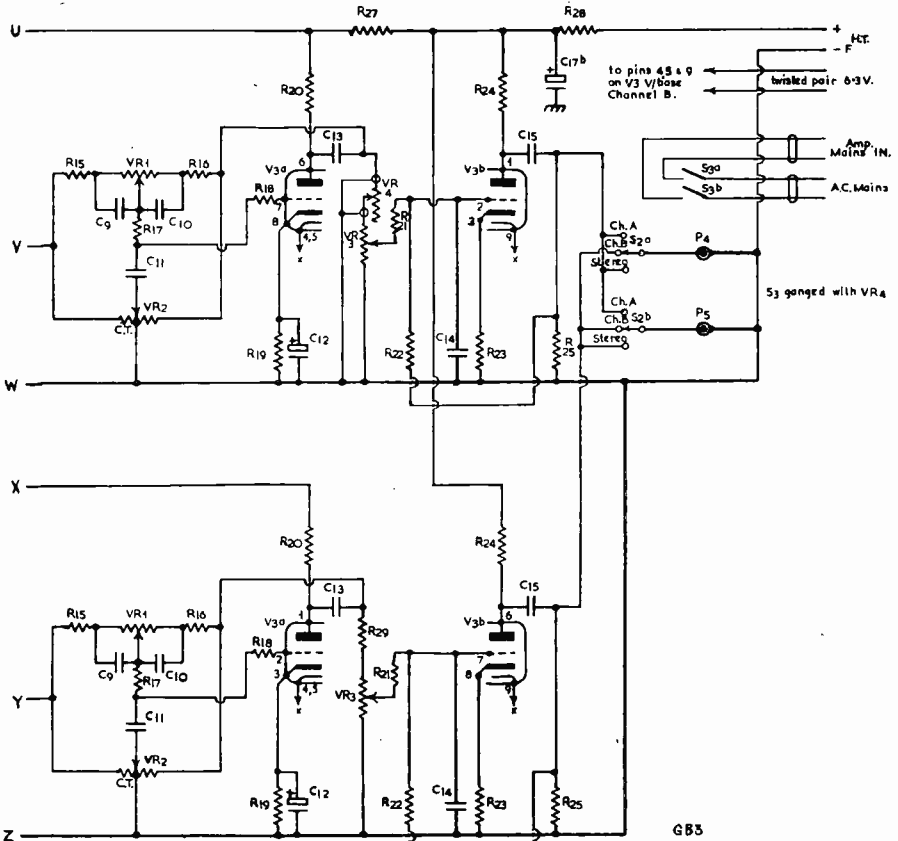 U
R27
R28
+
H.T.
- F
C17b
+
to pins 4,5 & 9
on V3 V/base
Channel B.
twisted pair 6·3V.
R20
R24
C13
C15
Amp.
Mains IN.
S3a
S3b
A.C. Mains
R15
VR1
R16
V3a
6
7
8
4,5
x
R18
VR
4
R
21
VR
3
V3b
1
2
3
9
x
C9
C10
R17
V
C11
VR2
C.T.
Ch. A
Ch.B
S2a
Stereo
P4
S3 ganged with VR4
Ch.A
Ch.B
S2b
Stereo
P5
R19
+
C12
R22
C14
R23
R
25
W
X
R20
R24
C13
C15
R15
VR1
R16
V3a
1
2
3
4,5
x
R18
R29
R21
VR3
V3b
6
7
8
9
x
C9
C10
R17
Y
C11
VR2
C.T.
R19
+
C12
R22
C14
R23
R25
Z
GB3